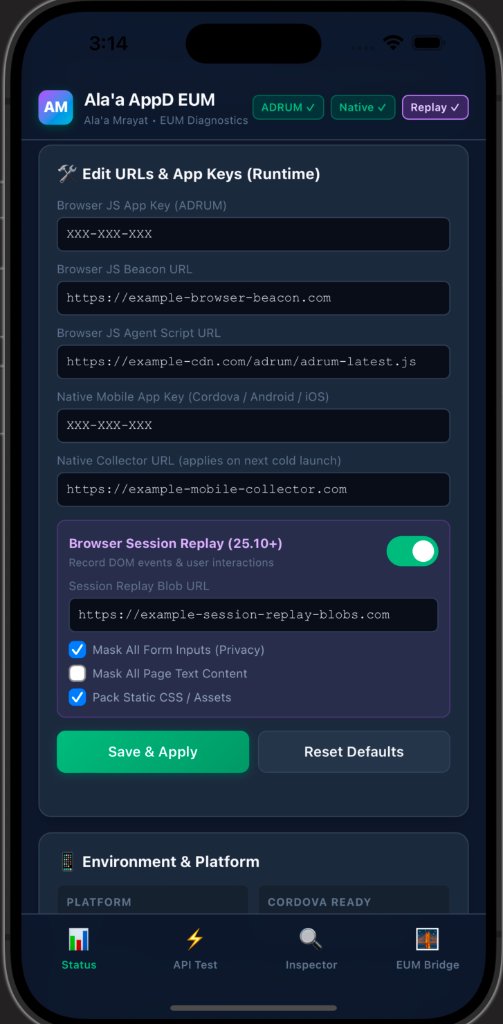 3:14
AM
Ala'a AppD EUM
Ala'a Mrayat • EUM Diagnostics
ADRUM ✓
Native ✓
Replay ✓
🛠️ Edit URLs & App Keys (Runtime)
Browser JS App Key (ADRUM)
XXX-XXX-XXX
Browser JS Beacon URL
https://example-browser-beacon.com
Browser JS Agent Script URL
https://example-cdn.com/adrum/adrum-latest.js
Native Mobile App Key (Cordova / Android / iOS)
XXX-XXX-XXX
Native Collector URL (applies on next cold launch)
https://example-mobile-collector.com
Browser Session Replay (25.10+)
Record DOM events & user interactions
Session Replay Blob URL
https://example-session-replay-blobs.com
Mask All Form Inputs (Privacy)
Mask All Page Text Content
Pack Static CSS / Assets
Save & Apply
Reset Defaults
📱 Environment & Platform
PLATFORM
CORDOVA READY
Status
API Test
Inspector
EUM Bridge